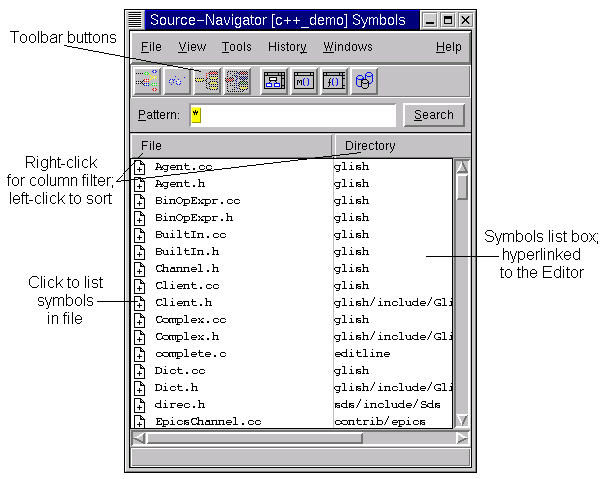 Source-Navigator [c++_demo] Symbols
Toolbar buttons
File View Tools History Windows Help
m() f()
Pattern: * Search
File Directory
Right-click
for column filter;
left-click to sort
Agent.cc glish
Agent.h glish
BinOpExpr.cc glish
BinOpExpr.h glish
BuiltIn.cc glish
BuiltIn.h glish
Channel.h glish
Client.cc glish
Client.h glish/include/Gli
Complex.cc glish
Complex.h glish/include/Gli
complete.c editline
Dict.cc glish
Dict.h glish/include/Gli
direc.h sds/include/Sds
EpicsChannel.cc contrib/epics
Symbols list box;
hyperlinked
to the Editor
Click to list
symbols
in file